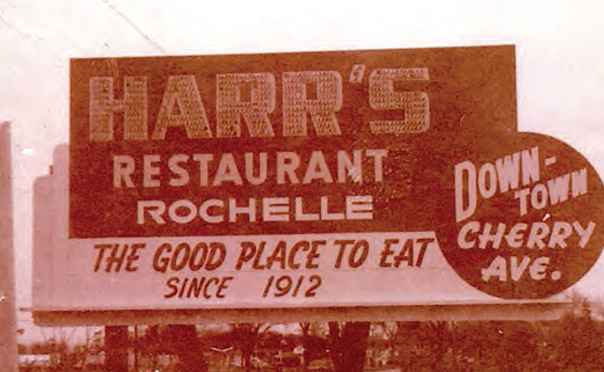 HARR'S
RESTAURANT
ROCHELLE
THE GOOD PLACE TO EAT
SINCE 1912
DOWN-
TOWN
CHERRY
AVE.